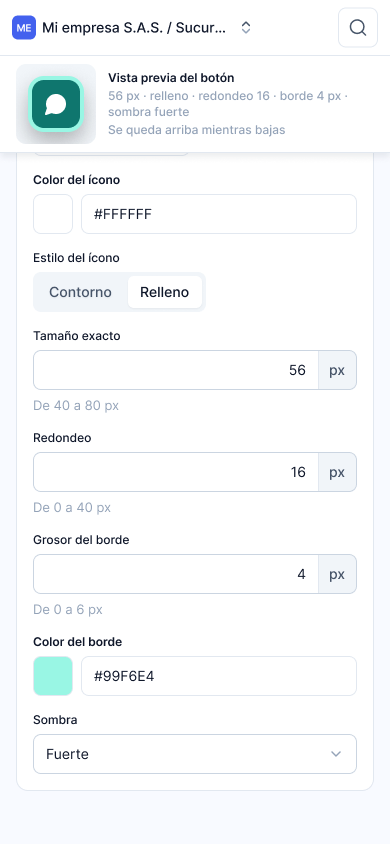 ME Mi empresa S.A.S. / Sucur...
Vista previa del botón
56 px · relleno · redondeo 16 · borde 4 px ·
sombra fuerte
Se queda arriba mientras bajas
Color del ícono
#FFFFFF
Estilo del ícono
Contorno Relleno
Tamaño exacto
56 px
De 40 a 80 px
Redondeo
16 px
De 0 a 40 px
Grosor del borde
4 px
De 0 a 6 px
Color del borde
#99F6E4
Sombra
Fuerte